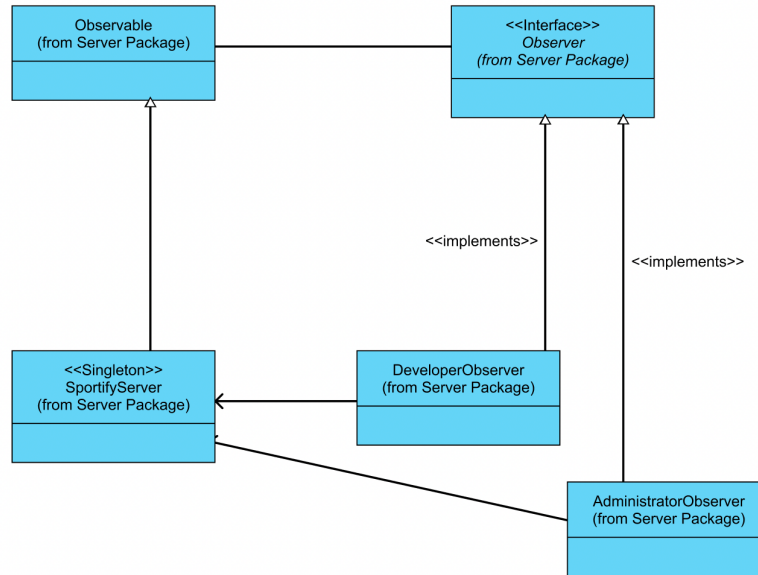 Observable
(from Server Package)
<<Interface>>
Observer
(from Server Package)
<<implements>>
<<implements>>
<<Singleton>>
SportifyServer
(from Server Package)
DeveloperObserver
(from Server Package)
AdministratorObserver
(from Server Package)